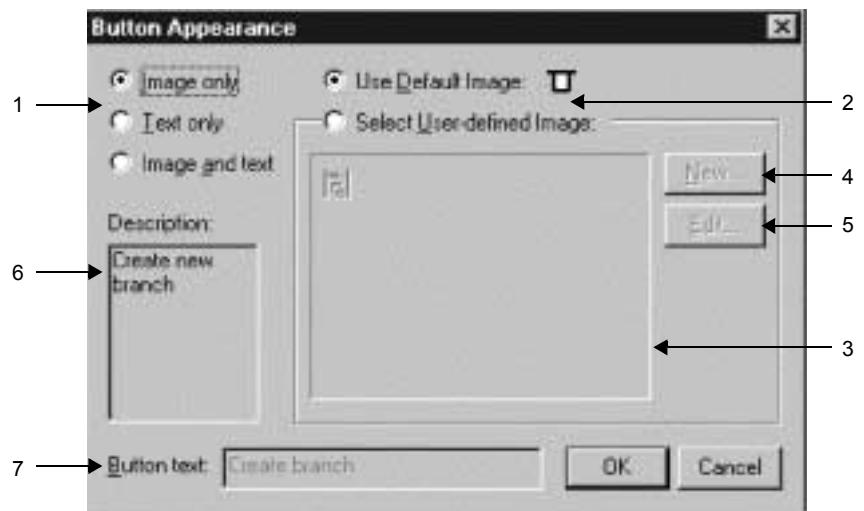 Button Appearance
Image only
Use Default Image:
1
2
Text only
Select User-defined Image:
Image and text
New...
4
Description:
Edit...
5
6
Create new
branch
3
7
Button text:
Create branch
OK
Cancel